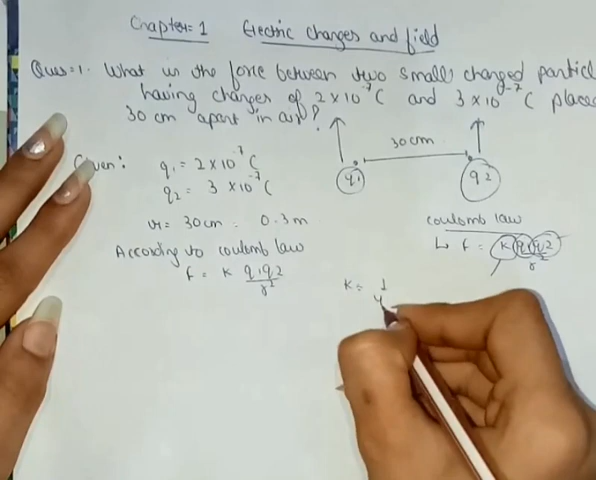 Chapter = 1 Electric charges and field
Ques = 1. What is the force between two small charged particl
having charges of 2 × 10⁻⁷ C and 3 × 10⁻⁷ C place
30 cm apart in air?
30 cm
q₁ q₂
Given:
q₁ = 2 × 10⁻⁷ C
q₂ = 3 × 10⁻⁷ C
r = 30 cm = 0.3 m
According to coulomb law
F = K q₁q₂ / r²
coulomb law
↳ F = K q₁ q₂ / r²
K = 1 / 4